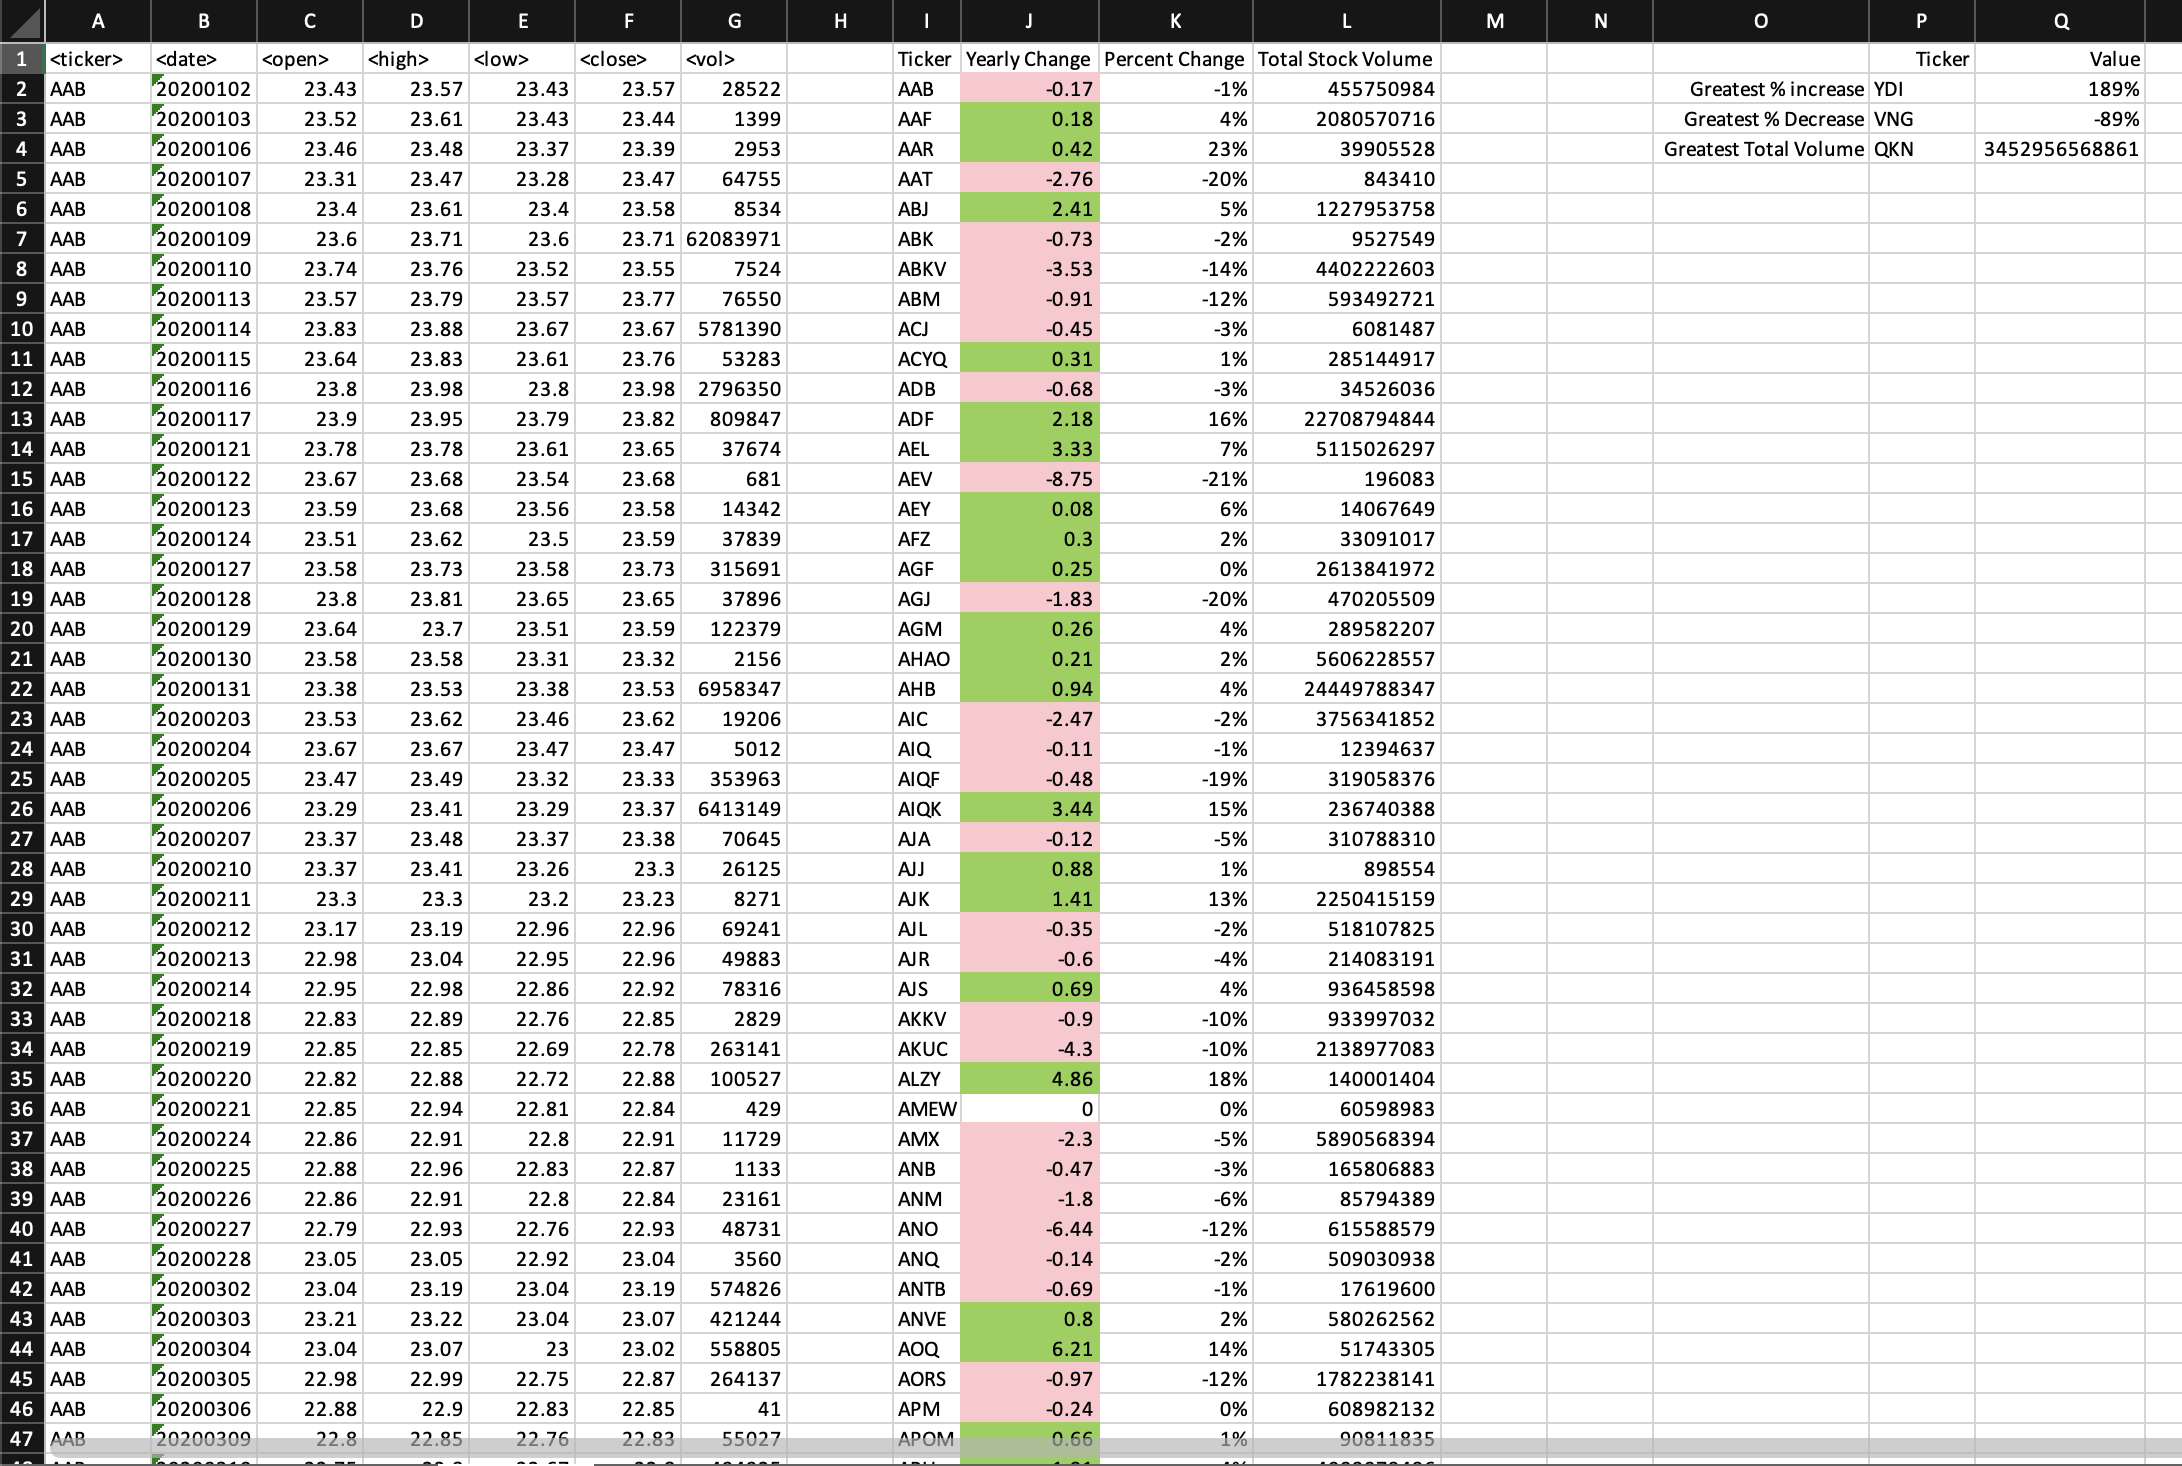 A B C D E F G H I J K L M N O P Q
1 <ticker> <date> <open> <high> <low> <close> <vol> Ticker Yearly Change Percent Change Total Stock Volume Ticker Value
2 AAB 20200102 23.43 23.57 23.43 23.57 28522 AAB -0.17 -1% 455750984 Greatest % increase YDI 189%
3 AAB 20200103 23.52 23.61 23.43 23.44 1399 AAF 0.18 4% 2080570716 Greatest % Decrease VNG -89%
4 AAB 20200106 23.46 23.48 23.37 23.39 2953 AAR 0.42 23% 39905528 Greatest Total Volume QKN 3452956568861
5 AAB 20200107 23.31 23.47 23.28 23.47 64755 AAT -2.76 -20% 843410
6 AAB 20200108 23.4 23.61 23.4 23.58 8534 ABJ 2.41 5% 1227953758
7 AAB 20200109 23.6 23.71 23.6 23.71 62083971 ABK -0.73 -2% 9527549
8 AAB 20200110 23.74 23.76 23.52 23.55 7524 ABKV -3.53 -14% 4402222603
9 AAB 20200113 23.57 23.79 23.57 23.77 76550 ABM -0.91 -12% 593492721
10 AAB 20200114 23.83 23.88 23.67 23.67 5781390 ACJ -0.45 -3% 6081487
11 AAB 20200115 23.64 23.83 23.61 23.76 53283 ACYQ 0.31 1% 285144917
12 AAB 20200116 23.8 23.98 23.8 23.98 2796350 ADB -0.68 -3% 34526036
13 AAB 20200117 23.9 23.95 23.79 23.82 809847 ADF 2.18 16% 22708794844
14 AAB 20200121 23.78 23.78 23.61 23.65 37674 AEL 3.33 7% 5115026297
15 AAB 20200122 23.67 23.68 23.54 23.68 681 AEV -8.75 -21% 196083
16 AAB 20200123 23.59 23.68 23.56 23.58 14342 AEY 0.08 6% 14067649
17 AAB 20200124 23.51 23.62 23.5 23.59 37839 AFZ 0.3 2% 33091017
18 AAB 20200127 23.58 23.73 23.58 23.73 315691 AGF 0.25 0% 2613841972
19 AAB 20200128 23.8 23.81 23.65 23.65 37896 AGJ -1.83 -20% 470205509
20 AAB 20200129 23.64 23.7 23.51 23.59 122379 AGM 0.26 4% 289582207
21 AAB 20200130 23.58 23.58 23.31 23.32 2156 AHAO 0.21 2% 5606228557
22 AAB 20200131 23.38 23.53 23.38 23.53 6958347 AHB 0.94 4% 24449788347
23 AAB 20200203 23.53 23.62 23.46 23.62 19206 AIC -2.47 -2% 3756341852
24 AAB 20200204 23.67 23.67 23.47 23.47 5012 AIQ -0.11 -1% 12394637
25 AAB 20200205 23.47 23.49 23.32 23.33 353963 AIQF -0.48 -19% 319058376
26 AAB 20200206 23.29 23.41 23.29 23.37 6413149 AIQK 3.44 15% 236740388
27 AAB 20200207 23.37 23.48 23.37 23.38 70645 AJA -0.12 -5% 310788310
28 AAB 20200210 23.37 23.41 23.26 23.3 26125 AJJ 0.88 1% 898554
29 AAB 20200211 23.3 23.3 23.2 23.23 8271 AJK 1.41 13% 2250415159
30 AAB 20200212 23.17 23.19 22.96 22.96 69241 AJL -0.35 -2% 518107825
31 AAB 20200213 22.98 23.04 22.95 22.96 49883 AJR -0.6 -4% 214083191
32 AAB 20200214 22.95 22.98 22.86 22.92 78316 AJS 0.69 4% 936458598
33 AAB 20200218 22.83 22.89 22.76 22.85 2829 AKKV -0.9 -10% 933997032
34 AAB 20200219 22.85 22.85 22.69 22.78 263141 AKUC -4.3 -10% 2138977083
35 AAB 20200220 22.82 22.88 22.72 22.88 100527 ALZY 4.86 18% 140001404
36 AAB 20200221 22.85 22.94 22.81 22.84 429 AMEW 0 0% 60598983
37 AAB 20200224 22.86 22.91 22.8 22.91 11729 AMX -2.3 -5% 5890568394
38 AAB 20200225 22.88 22.96 22.83 22.87 1133 ANB -0.47 -3% 165806883
39 AAB 20200226 22.86 22.91 22.8 22.84 23161 ANM -1.8 -6% 85794389
40 AAB 20200227 22.79 22.93 22.76 22.93 48731 ANO -6.44 -12% 615588579
41 AAB 20200228 23.05 23.05 22.92 23.04 3560 ANQ -0.14 -2% 509030938
42 AAB 20200302 23.04 23.19 23.04 23.19 574826 ANTB -0.69 -1% 17619600
43 AAB 20200303 23.21 23.22 23.04 23.07 421244 ANVE 0.8 2% 580262562
44 AAB 20200304 23.04 23.07 23 23.02 558805 AOQ 6.21 14% 51743305
45 AAB 20200305 22.98 22.99 22.75 22.87 264137 AORS -0.97 -12% 1782238141
46 AAB 20200306 22.88 22.9 22.83 22.85 41 APM -0.24 0% 608982132
47 AAB 20200309 22.8 22.85 22.76 22.83 55027 APOM 0.66 1% 90811835